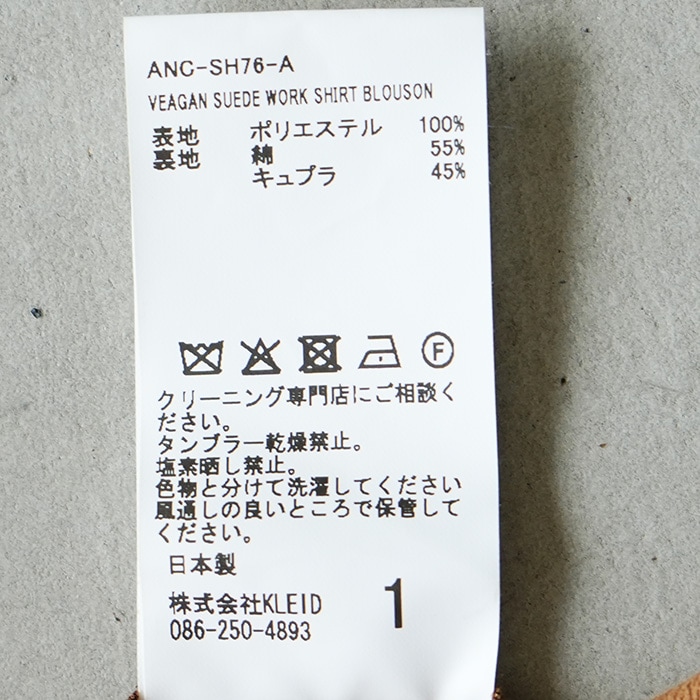 ANC-SH76-A
VEAGAN SUEDE WORK SHIRT BLOUSON
表地 ポリエステル 100%
裏地 綿 55%
キュプラ 45%
F
クリーニング専門店にご相談く
ださい。
タンブラー乾燥禁止。
塩素晒し禁止。
色物と分けて洗濯してください
風通しの良いところで保管して
ください。
日本製
株式会社KLEID
086-250-4893
1